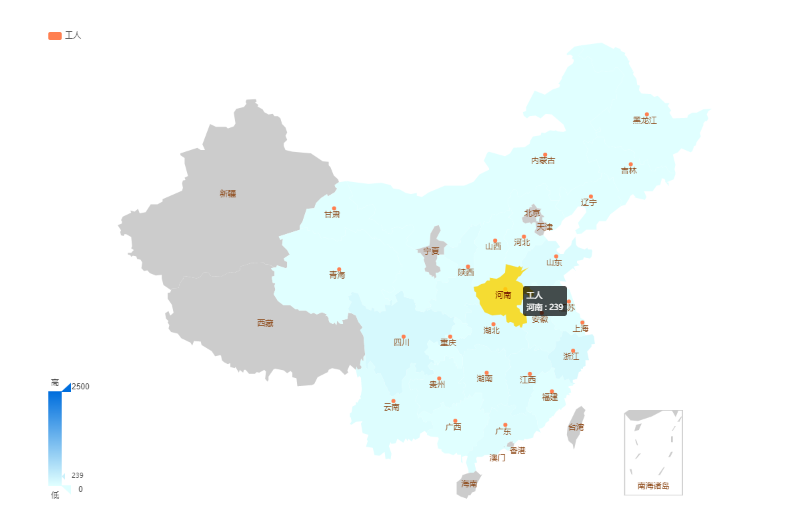 工人
黑龙江
内蒙古
吉林
新疆
辽宁
甘肃
北京
天津
山西
河北
宁夏
山东
陕西
青海
河南
工人
河南 : 239
苏
西藏
安徽
湖北
上海
四川
重庆
浙江
湖南
江西
贵州
高
2500
福建
云南
广西
广东
台湾
香港
澳门
239
海南
南海诸岛
0
低